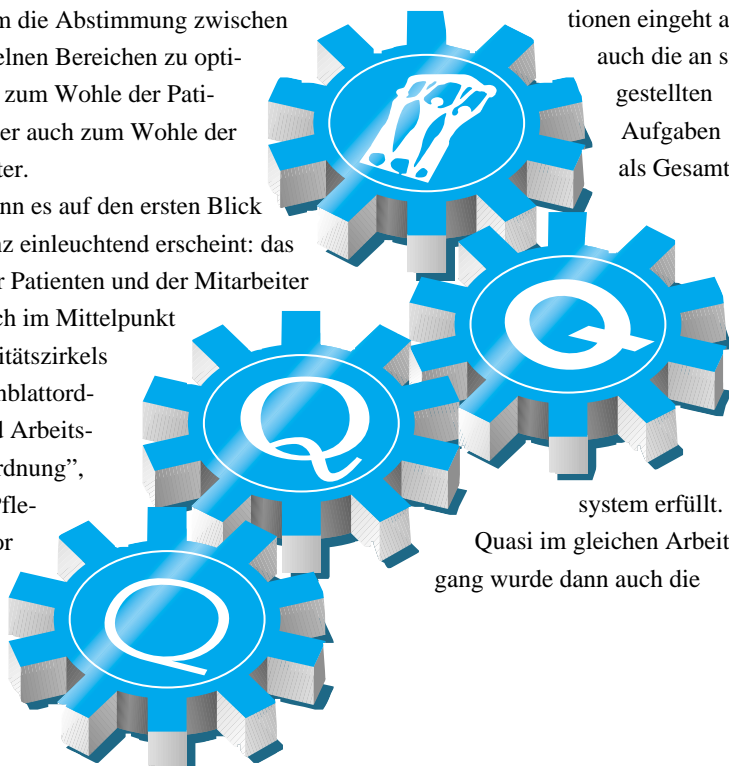 m die Abstimmung zwischen
elnen Bereichen zu opti-
zum Wohle der Pati-
er auch zum Wohle der
ter.
nn es auf den ersten Blick
nz einleuchtend erscheint: das
r Patienten und der Mitarbeiter
ch im Mittelpunkt
itätszirkels
nblattord-
d Arbeits-
rdnung”,
Pfle-
or
tionen eingeht a
auch die an s
gestellten
Aufgaben
als Gesamt
system erfüllt.
Quasi im gleichen Arbeit
gang wurde dann auch die
Q
Q
Q